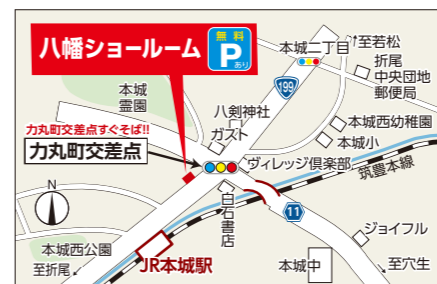 八幡ショールーム
無料
P
あり
本城二丁目
至若松
199
折尾
中央団地
郵便局
本城
霊園
八剣神社
ガスト
本城西幼稚園
本城小
力丸町交差点すぐそば!!
力丸町交差点
ヴィレッジ倶楽部
筑豊本線
N
白石書店
11
ジョイフル
本城西公園
至折尾
JR本城駅
本城中
至穴生